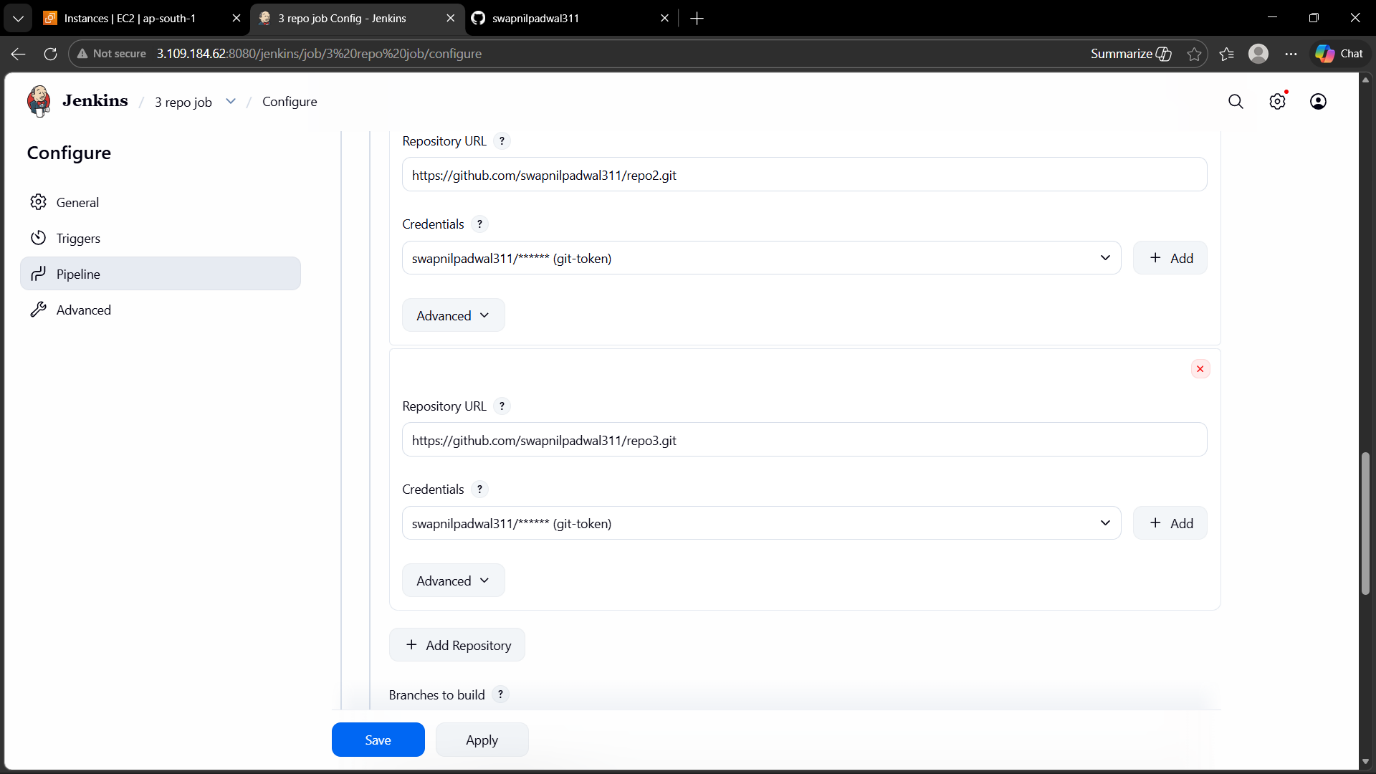 Instances | EC2 | ap-south-1
3 repo job Config - Jenkins
swapnilpadwal311
Not secure
3.109.184.62:8080/jenkins/job/3%20repo%20job/configure
Summarize
Chat
Jenkins / 3 repo job / Configure
Configure
General
Triggers
Pipeline
Advanced
Repository URL ?
https://github.com/swapnilpadwal311/repo2.git
Credentials ?
swapnilpadwal311/****** (git-token)
+ Add
Advanced
Repository URL ?
https://github.com/swapnilpadwal311/repo3.git
Credentials ?
swapnilpadwal311/****** (git-token)
+ Add
Advanced
+ Add Repository
Branches to build ?
Save
Apply